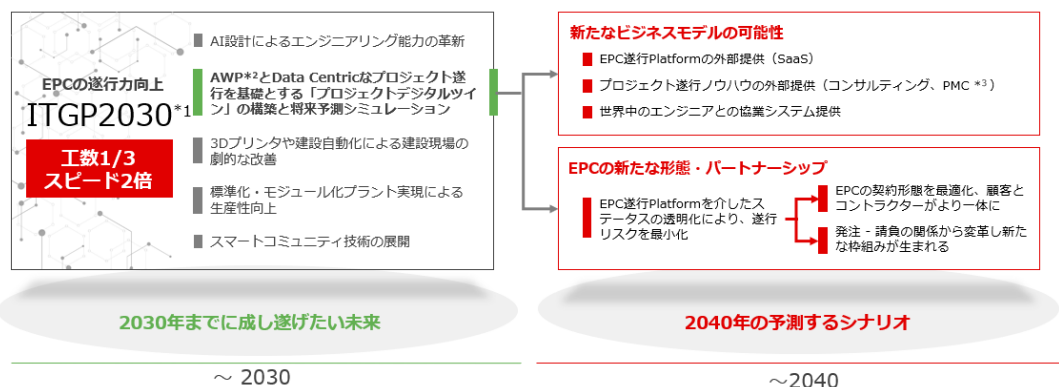 EPCの遂行力向上
ITGP2030*1
工数1/3
スピード2倍
AI設計によるエンジニアリング能力の革新
AWP*2とData Centricなプロジェクト遂
行を基礎とする「プロジェクトデジタルツイ
ン」の構築と将来予測シミュレーション
3Dプリンタや建設自動化による建設現場の
劇的な改善
標準化・モジュール化プラント実現による
生産性向上
スマートコミュニティ技術の展開
新たなビジネスモデルの可能性
EPC遂行Platformの外部提供（SaaS）
プロジェクト遂行ノウハウの外部提供（コンサルティング、PMC *3）
世界中のエンジニアとの協業システム提供
EPCの新たな形態・パートナーシップ
EPC遂行Platformを介したス
テータスの透明化により、遂行
リスクを最小化
EPCの契約形態を最適化、顧客と
コントラクターがより一体に
発注 - 請負の関係から変革し新た
な枠組みが生まれる
2030年までに成し遂げたい未来
2040年の予測するシナリオ
～ 2030
～2040